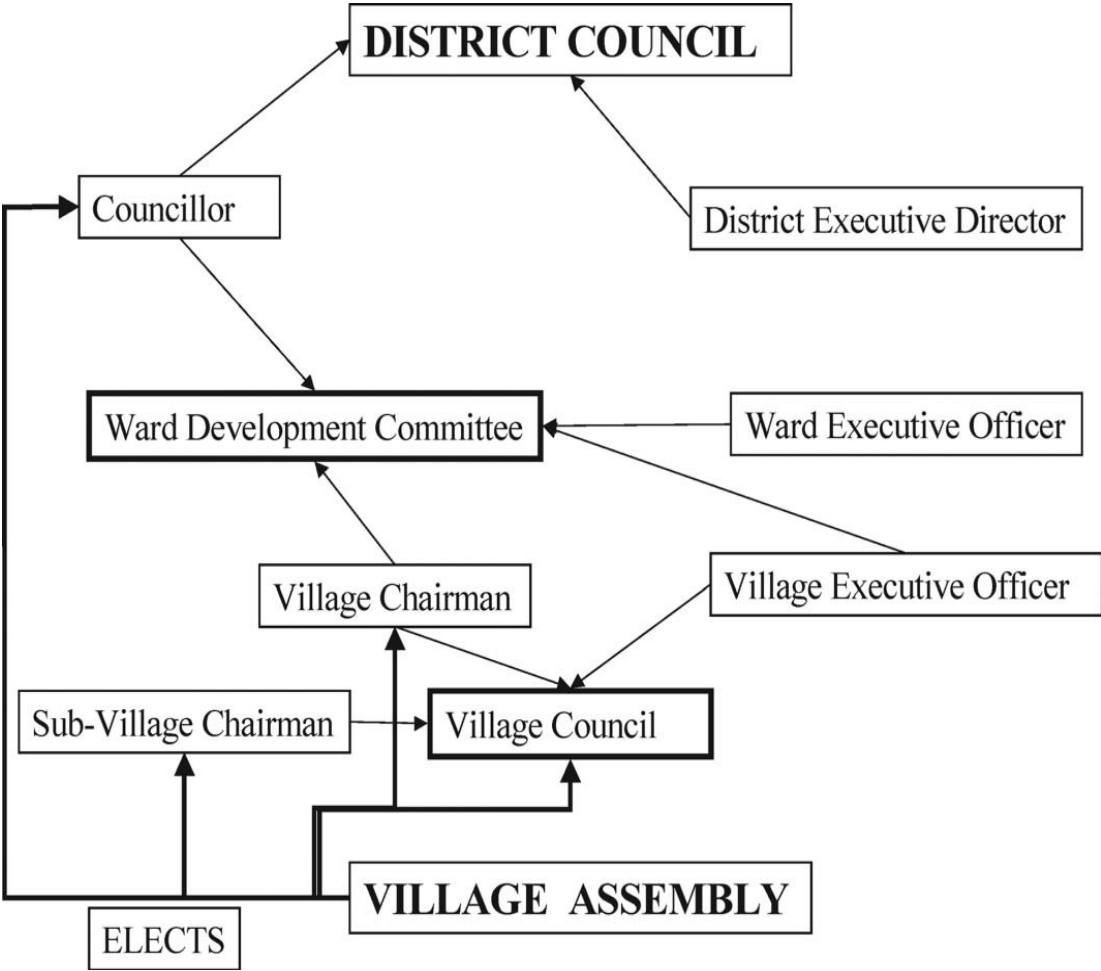 DISTRICT COUNCIL
Councillor
District Executive Director
Ward Development Committee
Ward Executive Officer
Village Chairman
Village Executive Officer
Sub-Village Chairman
Village Council
VILLAGE ASSEMBLY
ELECTS